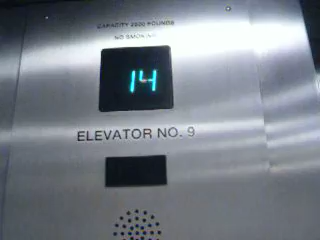 CAPACITY 2500 POUNDS
NO SMOKING
14
ELEVATOR NO. 9